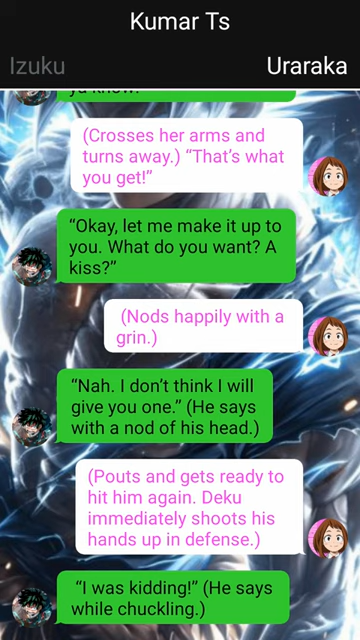 Kumar Ts
Izuku
Uraraka
ya know?”
(Crosses her arms and
turns away.) “That’s what
you get!”
“Okay, let me make it up to
you. What do you want? A
kiss?”
(Nods happily with a
grin.)
“Nah. I don’t think I will
give you one.” (He says
with a nod of his head.)
(Pouts and gets ready to
hit him again. Deku
immediately shoots his
hands up in defense.)
“I was kidding!” (He says
while chuckling.)